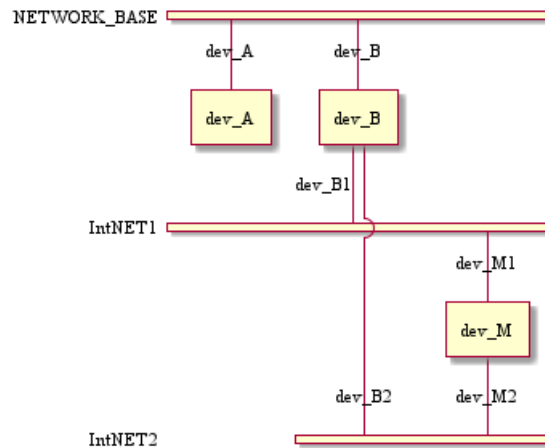 NETWORK_BASE
dev_A
dev_B
dev_A
dev_B
dev_B1
IntNET1
dev_M1
dev_M
dev_B2
dev_M2
IntNET2